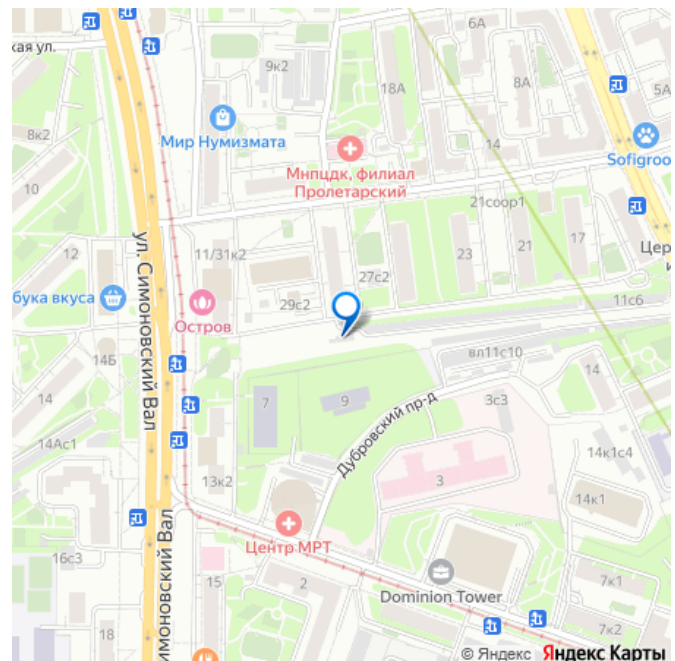 6А
5А
кая ул.
9к2
18А
8А
8к2
Мир Нумизмата
14
Sofigroo
Мнпцдк, филиал
Пролетарский
10
21соор1
12
11/31к2
27с2
23
21
17
Цер
и
бука вкуса
29с2
11с6
Остров
14Б
вл11с10
ул. Симоновский Вал
14
7
9
14
3с3
14Ас1
Дубровский пр-д
14к1с4
13к2
3
14к1
Центр МРТ
16с3
15
2
Dominion Tower
7к1
18
имоновский Вал
7к2
© Яндекс Яндекс Карты